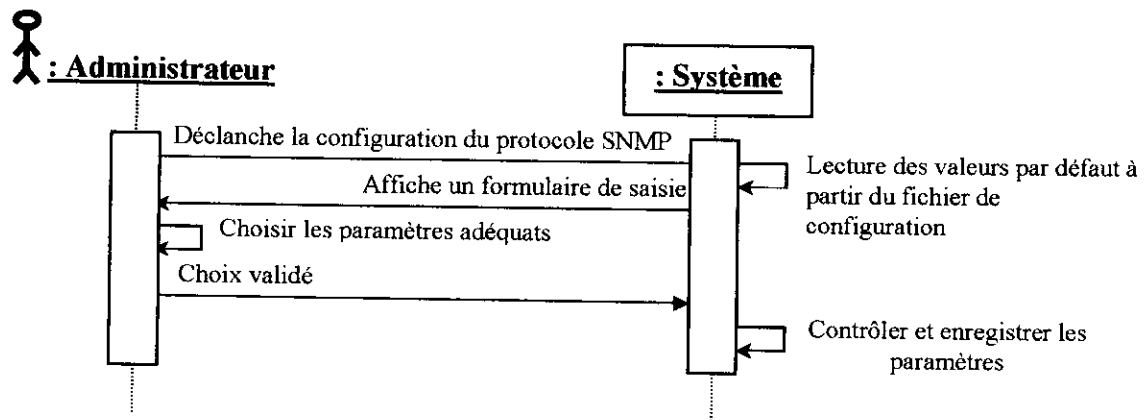 : Administrateur
: Système
Déclanche la configuration du protocole SNMP
Lecture des valeurs par défaut à
partir du fichier de
configuration
Affiche un formulaire de saisie
Choisir les paramètres adéquats
Choix validé
Contrôler et enregistrer les
paramètres